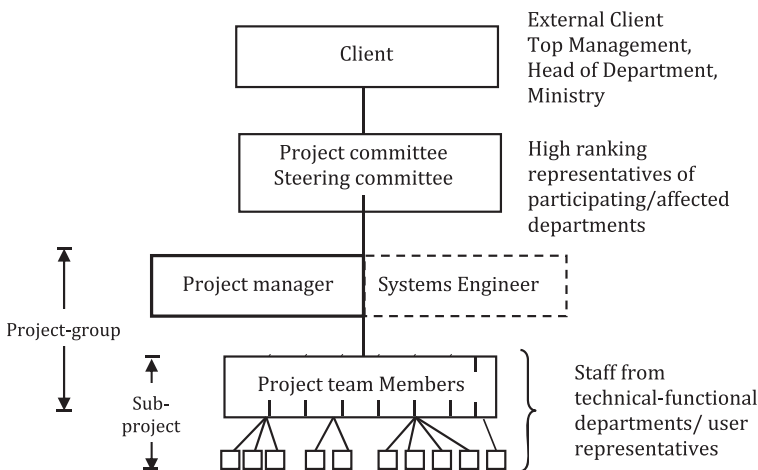 Client
External Client
Top Management,
Head of Department,
Ministry
Project committee
Steering committee
High ranking
representatives of
participating/affected
departments
Project manager
Systems Engineer
Project-group
Project team Members
Sub-
project
Staff from
technical-functional
departments/ user
representatives